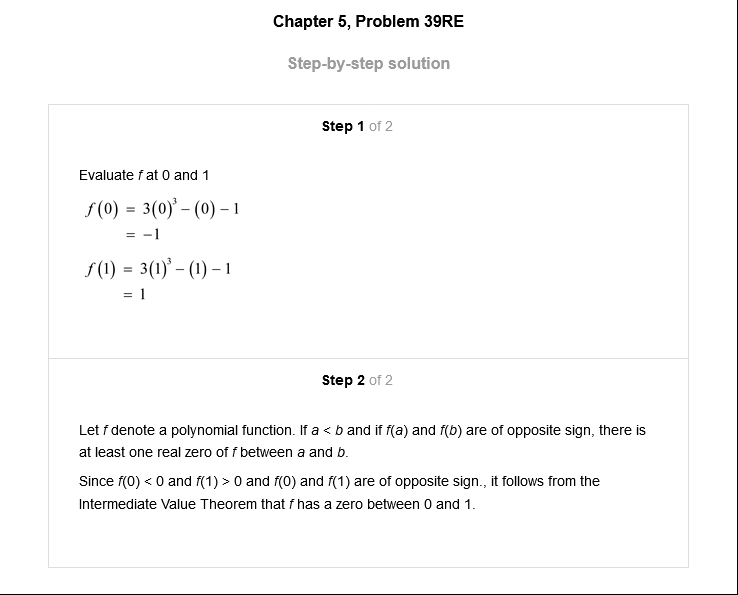 Chapter 5, Problem 39RE
Step-by-step solution
Step 1 of 2
Evaluate f at 0 and 1
f(0) = 3(0)³ − (0) − 1
= −1
f(1) = 3(1)³ − (1) − 1
= 1
Step 2 of 2
Let f denote a polynomial function. If a < b and if f(a) and f(b) are of opposite sign, there is
at least one real zero of f between a and b.
Since f(0) < 0 and f(1) > 0 and f(0) and f(1) are of opposite sign., it follows from the
Intermediate Value Theorem that f has a zero between 0 and 1.